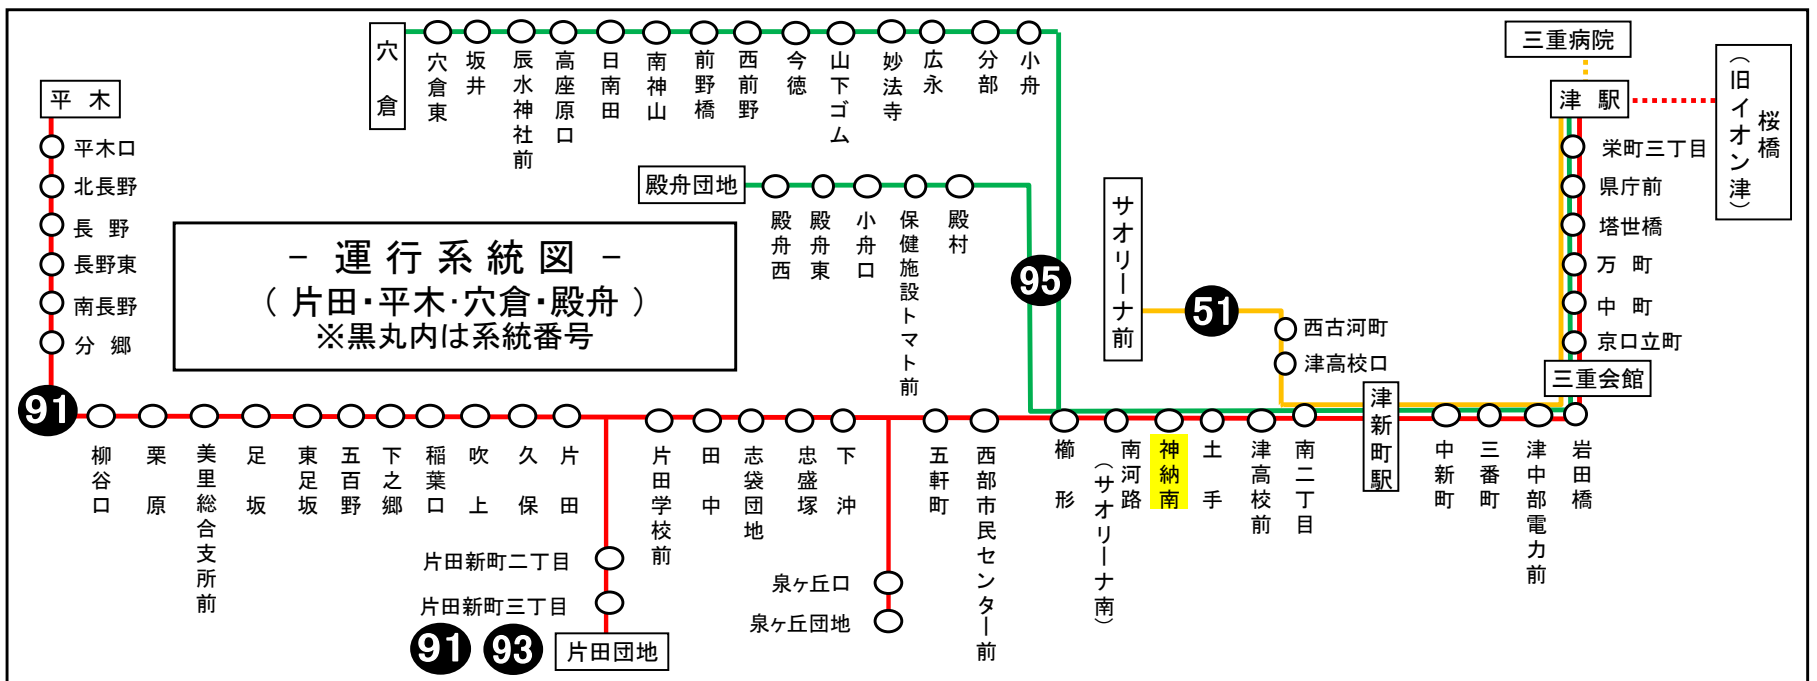 穴倉
穴倉東
坂井
辰水神社前
高座原口
日南田
南神山
前野橋
西前野
今徳
山下ゴム
妙法寺
広永
分部
小舟
三重病院
津駅
桜橋
(旧イオン津)
平木
平木口
北長野
長野
長野東
南長野
分郷
殿舟団地
殿舟西
殿舟東
小舟口
保健施設トマト前
殿村
サオリーナ前
栄町三丁目
県庁前
塔世橋
万町
中町
京口立町
三重会館
- 運行系統図 -
(片田・平木・穴倉・殿舟)
※黒丸内は系統番号
95
51
西古河町
津高校口
91
柳谷口
栗原
美里総合支所前
足坂
東足坂
五百野
下之郷
稲葉口
吹上
久保
片田
片田学校前
田中
志袋団地
忠盛塚
下沖
五軒町
西部市民センター前
櫛形
南河路
(サオリーナ南)
神納南
土手
津高校前
南二丁目
津新町駅
中新町
三番町
津中部電力前
岩田橋
片田新町二丁目
片田新町三丁目
91
93
片田団地
泉ヶ丘口
泉ヶ丘団地